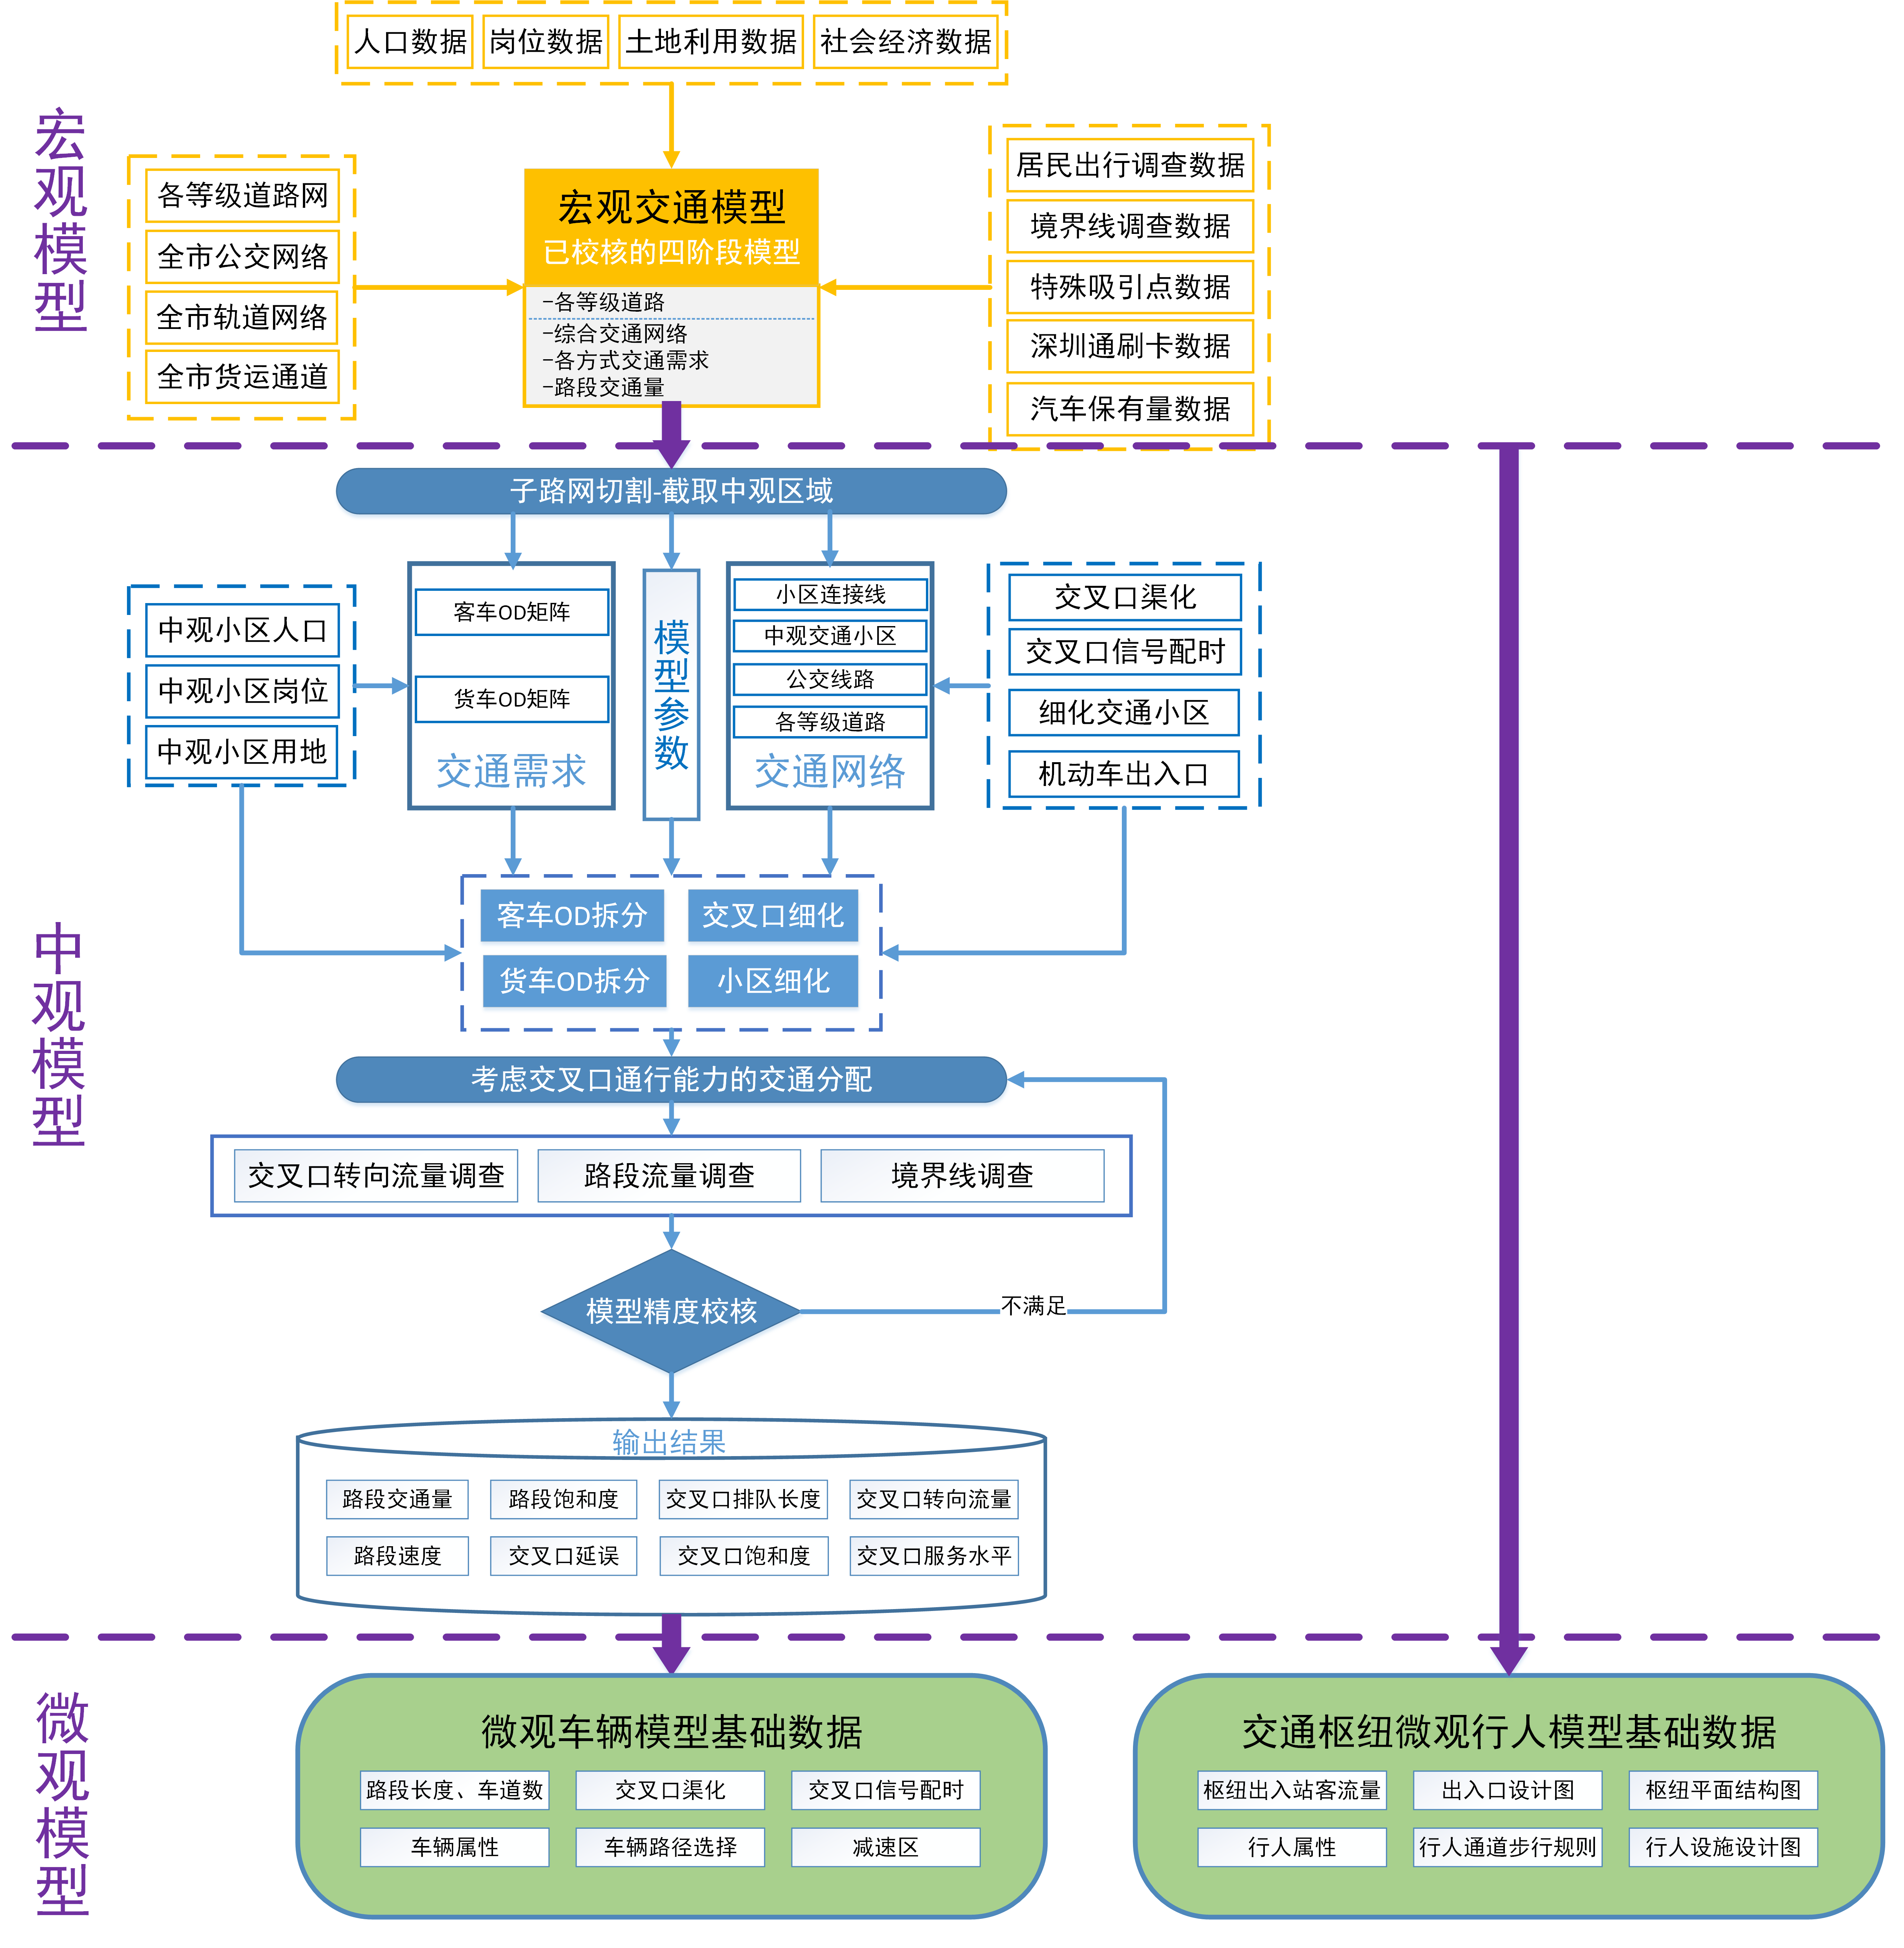 人口数据
岗位数据
土地利用数据
社会经济数据
宏观模型
各等级道路网
全市公交网络
全市轨道网络
全市货运通道
宏观交通模型
已校核的四阶段模型
-各等级道路
-综合交通网络
-各方式交通需求
-路段交通量
居民出行调查数据
境界线调查数据
特殊吸引点数据
深圳通刷卡数据
汽车保有量数据
子路网切割-截取中观区域
中观模型
中观小区人口
中观小区岗位
中观小区用地
客车OD矩阵
货车OD矩阵
交通需求
模型参数
小区连接线
中观交通小区
公交线路
各等级道路
交通网络
交叉口渠化
交叉口信号配时
细化交通小区
机动车出入口
客车OD拆分
交叉口细化
货车OD拆分
小区细化
考虑交叉口通行能力的交通分配
交叉口转向流量调查
路段流量调查
境界线调查
模型精度校核
不满足
输出结果
路段交通量
路段饱和度
交叉口排队长度
交叉口转向流量
路段速度
交叉口延误
交叉口饱和度
交叉口服务水平
微观模型
微观车辆模型基础数据
路段长度、车道数
交叉口渠化
交叉口信号配时
车辆属性
车辆路径选择
减速区
交通枢纽微观行人模型基础数据
枢纽出入站客流量
出入口设计图
枢纽平面结构图
行人属性
行人通道步行规则
行人设施设计图